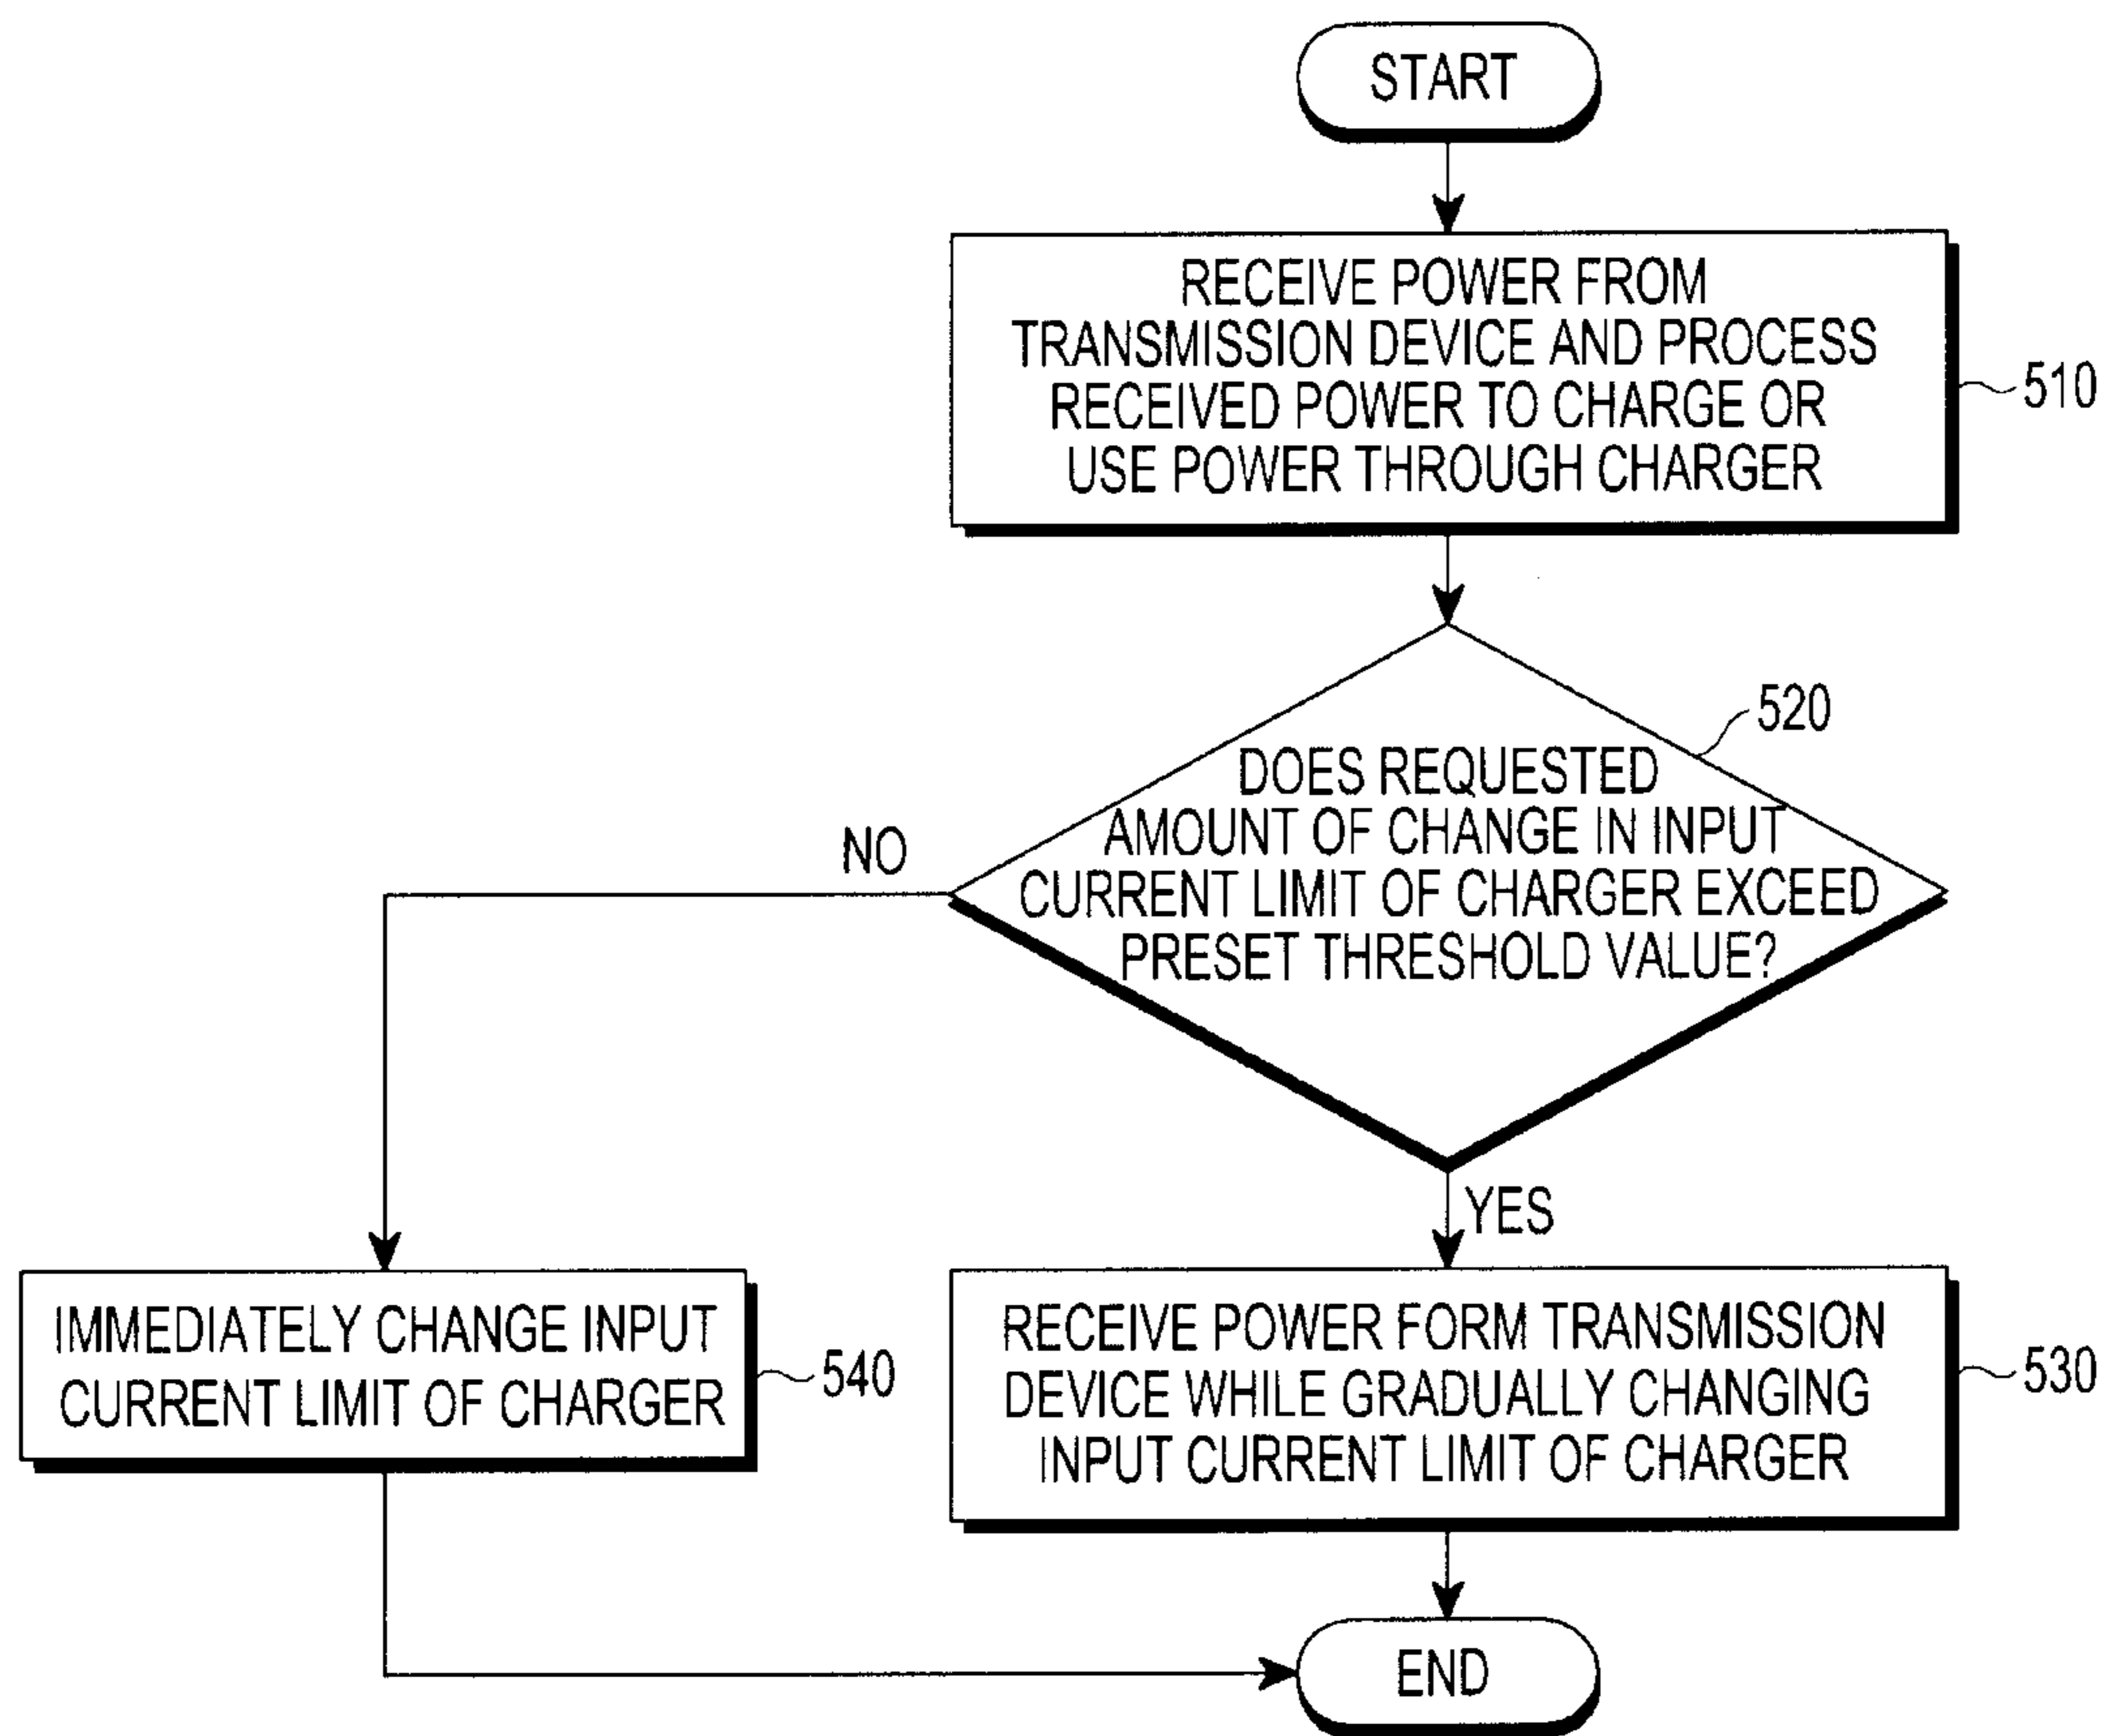 START
RECEIVE POWER FROM
TRANSMISSION DEVICE AND PROCESS
RECEIVED POWER TO CHARGE OR
USE POWER THROUGH CHARGER
510
520
DOES REQUESTED
AMOUNT OF CHANGE IN INPUT
CURRENT LIMIT OF CHARGER EXCEED
PRESET THRESHOLD VALUE?
NO
YES
IMMEDIATELY CHANGE INPUT
CURRENT LIMIT OF CHARGER
540
RECEIVE POWER FORM TRANSMISSION
DEVICE WHILE GRADUALLY CHANGING
INPUT CURRENT LIMIT OF CHARGER
530
END